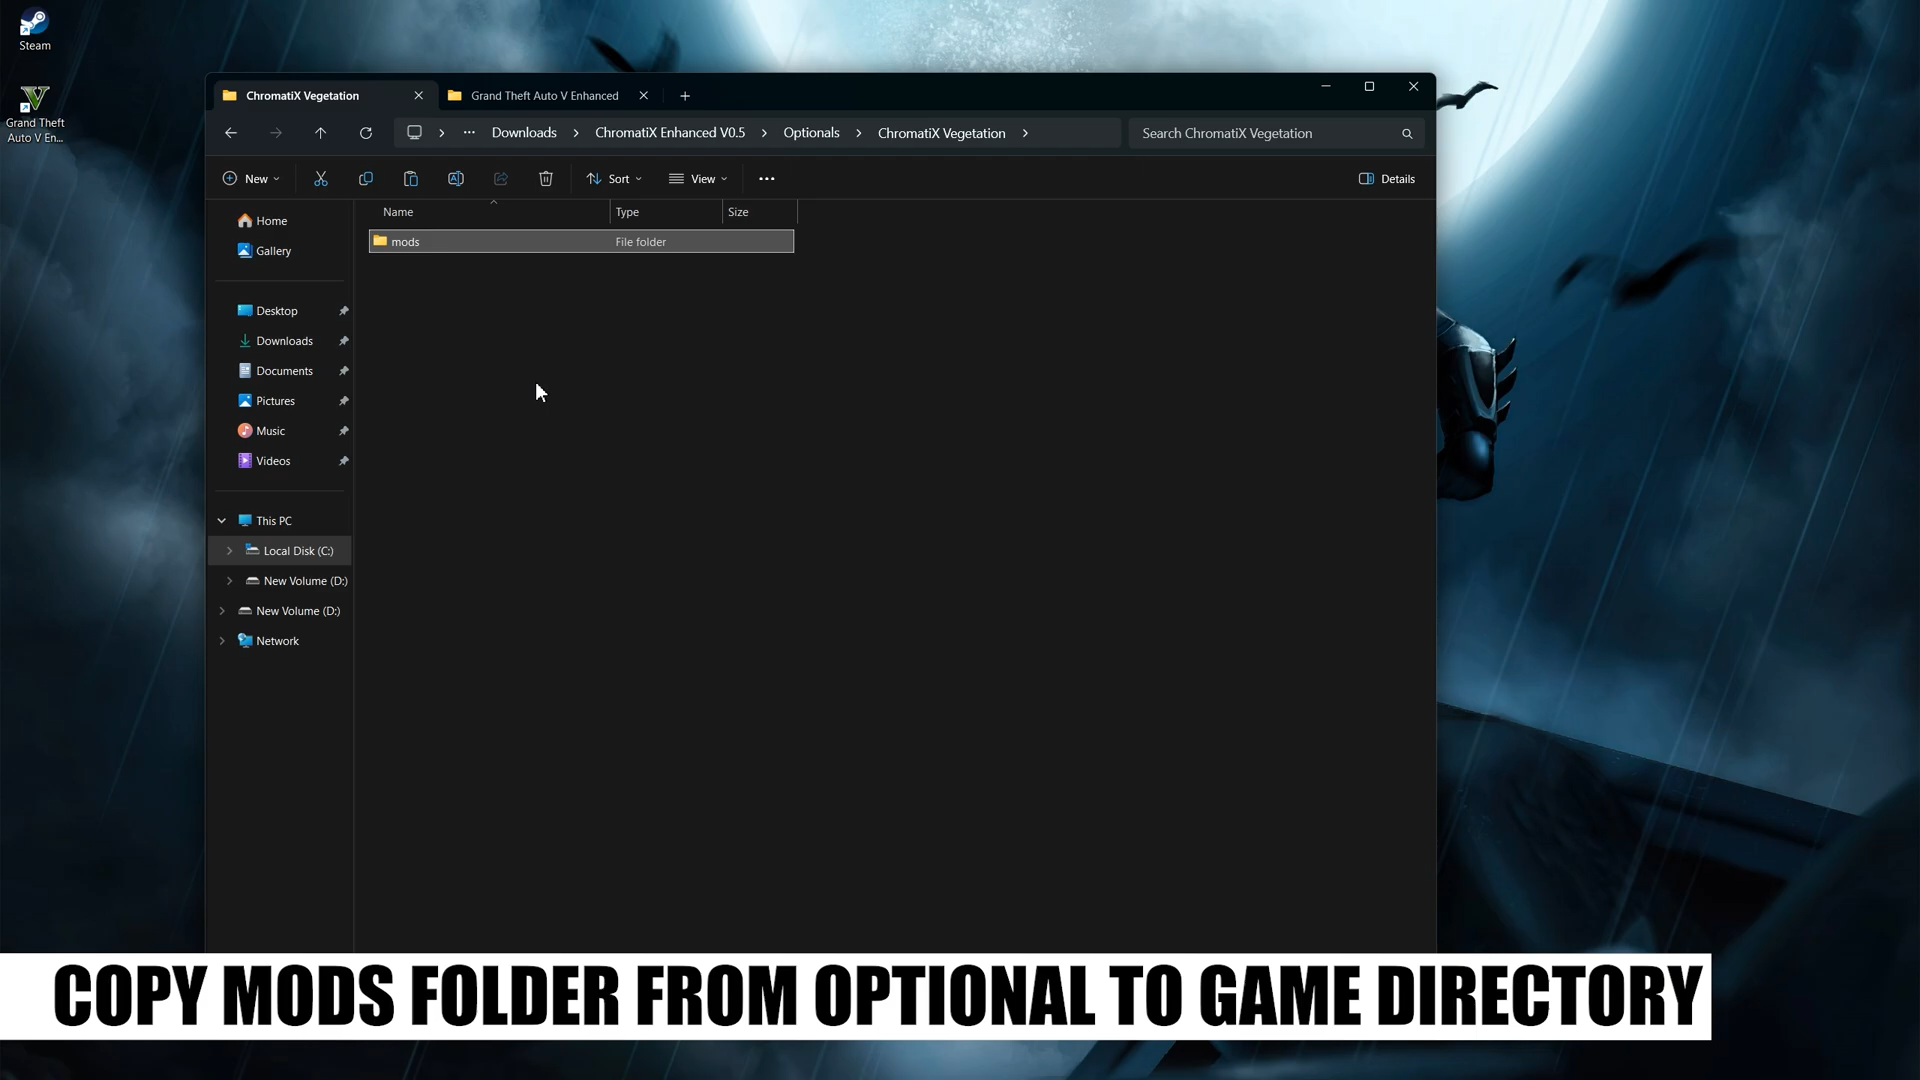 Steam
Grand Theft
Auto V En...
ChromatiX Vegetation
Grand Theft Auto V Enhanced
Downloads
ChromatiX Enhanced V0.5
Optionals
ChromatiX Vegetation
Search ChromatiX Vegetation
New
Sort
View
Details
Name
Type
Size
mods
File folder
Home
Gallery
Desktop
Downloads
Documents
Pictures
Music
Videos
This PC
Local Disk (C:)
New Volume (D:)
New Volume (D:)
Network
COPY MODS FOLDER FROM OPTIONAL TO GAME DIRECTORY